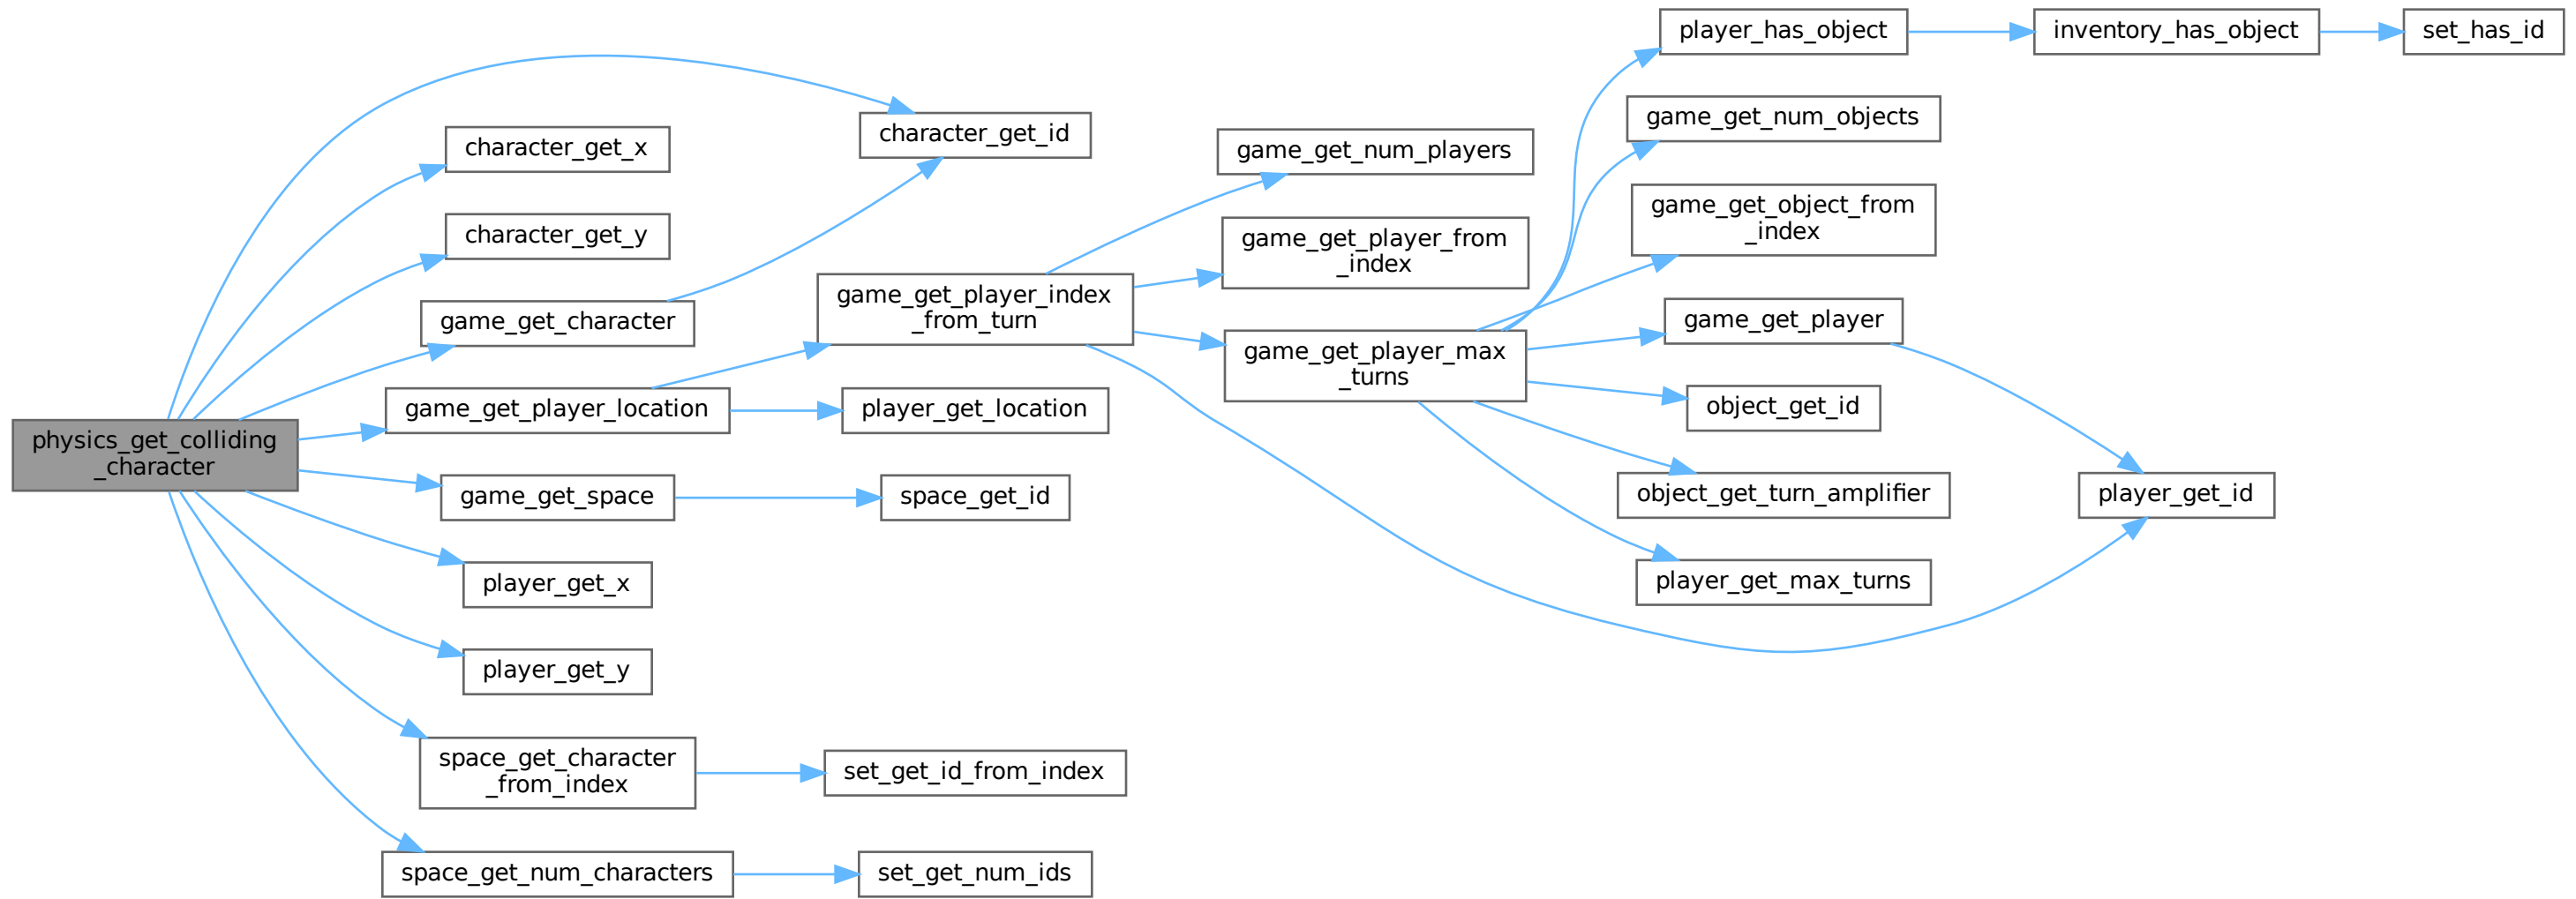 physics_get_colliding
_character
character_get_x
character_get_y
game_get_character
game_get_player_location
game_get_space
player_get_x
player_get_y
space_get_character
_from_index
space_get_num_characters
character_get_id
game_get_player_index
_from_turn
player_get_location
space_get_id
set_get_id_from_index
set_get_num_ids
game_get_num_players
game_get_player_from
_index
game_get_player_max
_turns
player_has_object
game_get_num_objects
game_get_object_from
_index
game_get_player
object_get_id
object_get_turn_amplifier
player_get_max_turns
inventory_has_object
player_get_id
set_has_id